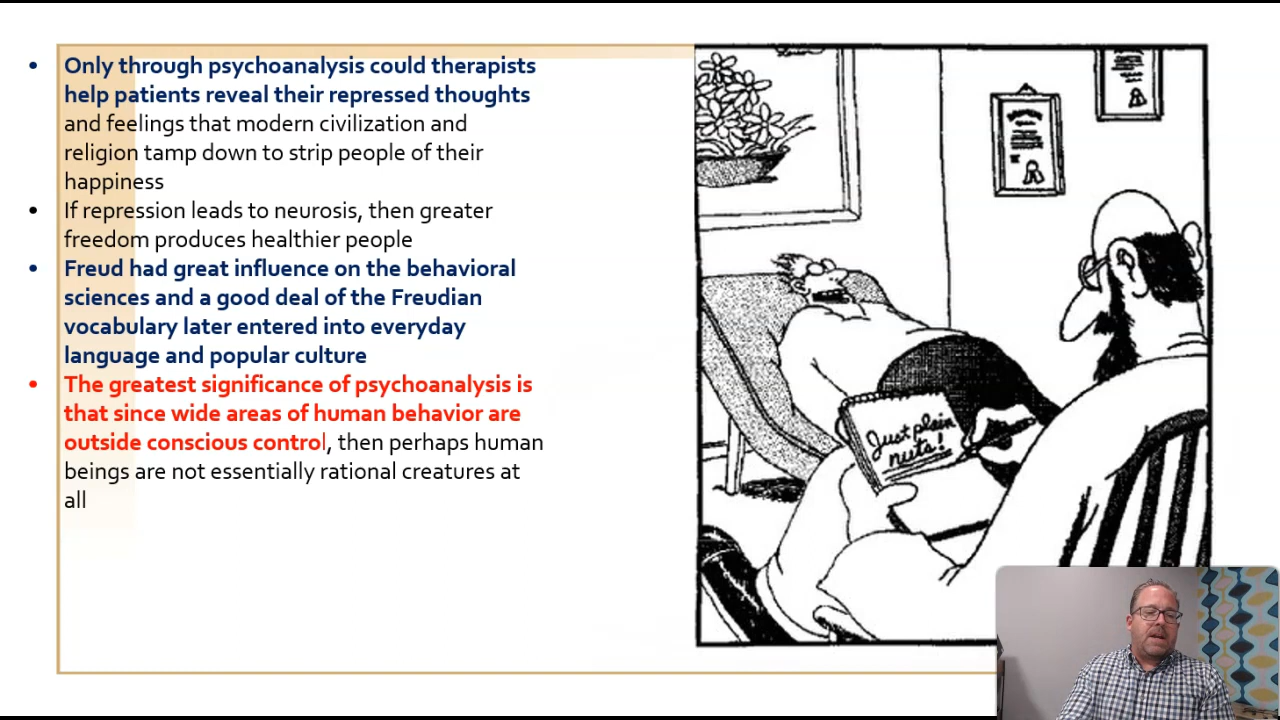 • Only through psychoanalysis could therapists
help patients reveal their repressed thoughts
and feelings that modern civilization and
religion tamp down to strip people of their
happiness
• If repression leads to neurosis, then greater
freedom produces healthier people
• Freud had great influence on the behavioral
sciences and a good deal of the Freudian
vocabulary later entered into everyday
language and popular culture
• The greatest significance of psychoanalysis is
that since wide areas of human behavior are
outside conscious control, then perhaps human
beings are not essentially rational creatures at
all
Just plain
nuts!